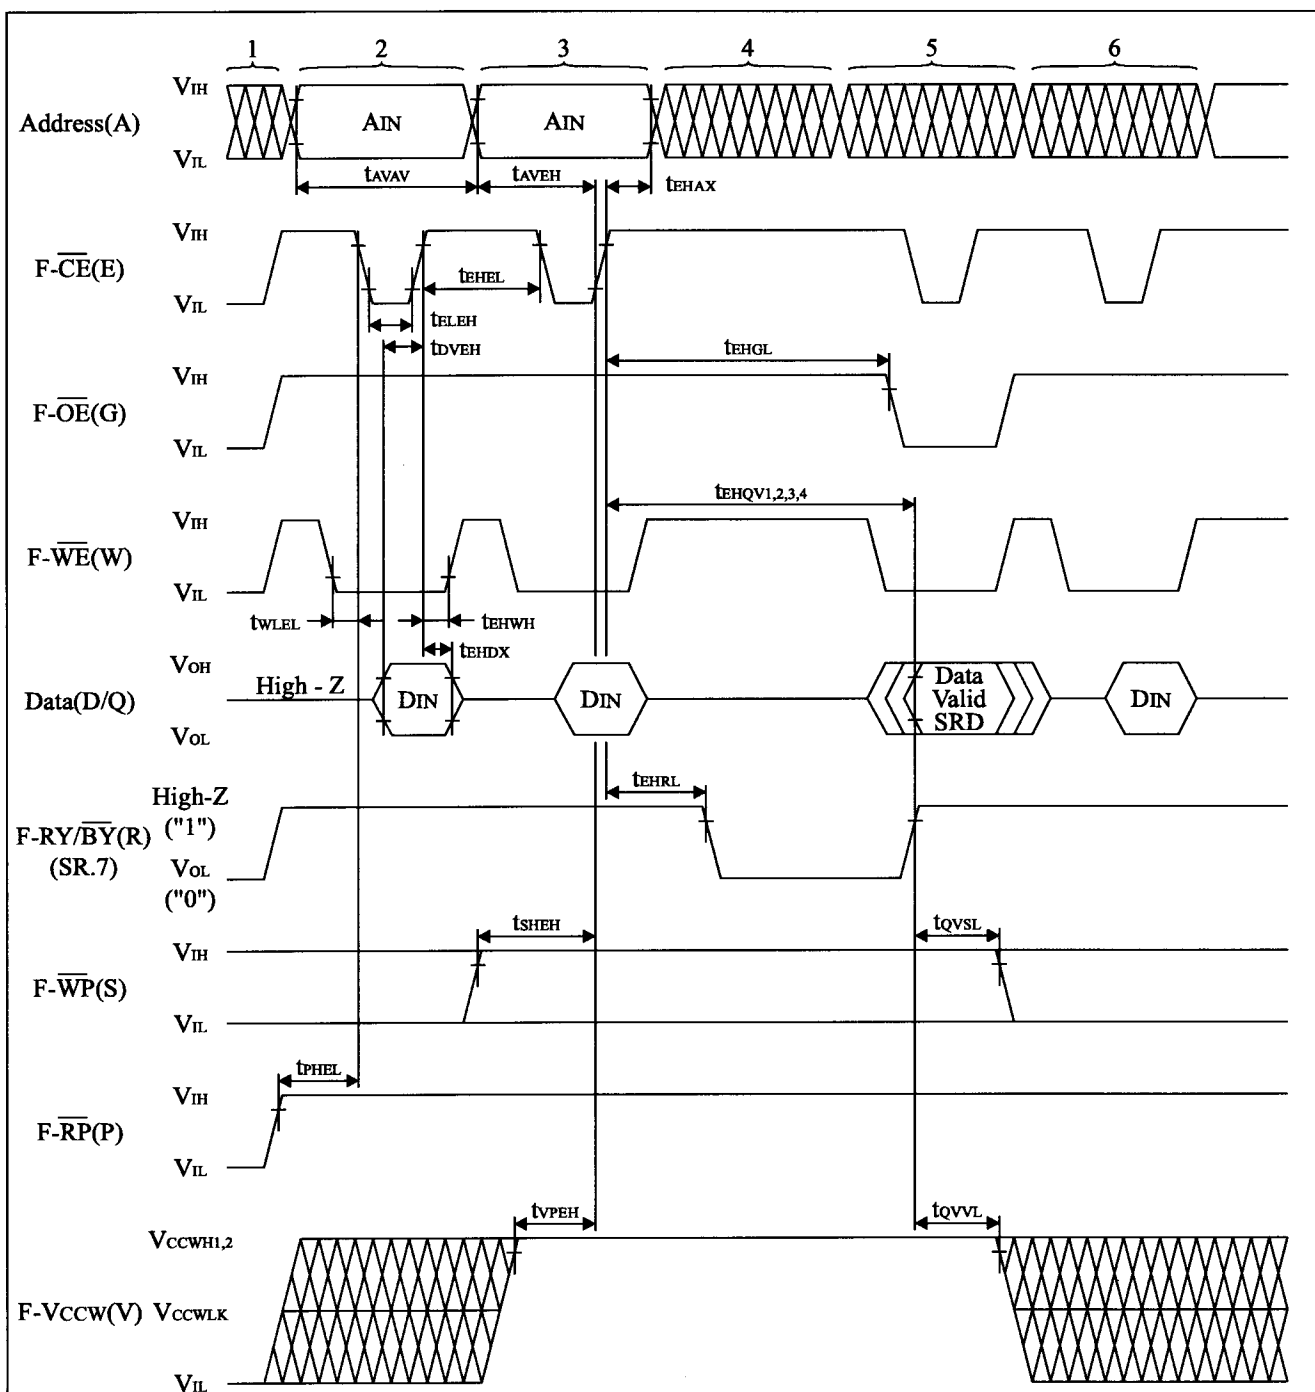 1 2 3 4 5 6
VIH
Address(A)
AIN AIN
VIL
tAVAV tAVEH tEHAX
VIH
F-CE(E)
tEHEL
VIL
tELEH
tDVEH
tEHGL
VIH
F-OE(G)
VIL
tEHQV1,2,3,4
VIH
F-WE(W)
VIL
tWLEL tEHWH
tEHDX
VOH
High - Z
Data(D/Q)
DIN DIN Data Valid SRD DIN
VOL
tEHRL
High-Z
("1")
F-RY/BY(R)
(SR.7)
VOL
("0")
tSHEH tQVSL
VIH
F-WP(S)
VIL
tPHEL
VIH
F-RP(P)
VIL
tVPEH tQVVL
VCCWH1,2
F-VCCW(V) VCCWLK
VIL